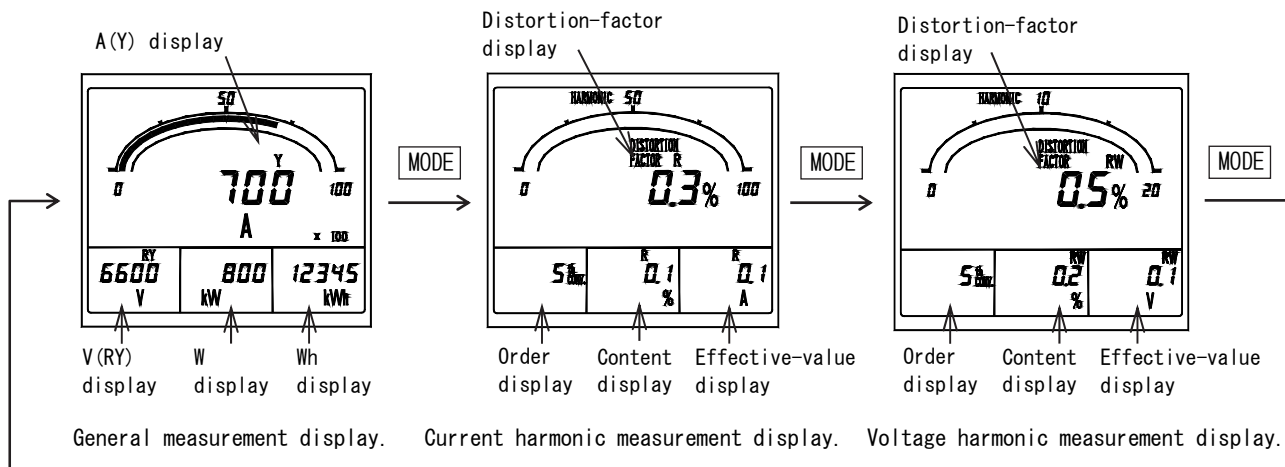 A(Y) display
Distortion-factor
display
Distortion-factor
display
50
Y
0
700
100
A
× 100
RY
6600
V
800
kW
12345
kWh
MODE
HARMONIC 50
DISTORTION
FACTOR R
0
0.3%
100
5
R
0.1
%
R
0.1
A
MODE
HARMONIC 10
DISTORTION
FACTOR RW
0
0.5%
20
5
RW
0.2
%
RW
0.1
V
MODE
V(RY)
display
W
display
Wh
display
Order
display
Content
display
Effective-value
display
Order
display
Content
display
Effective-value
display
General measurement display.
Current harmonic measurement display.
Voltage harmonic measurement display.